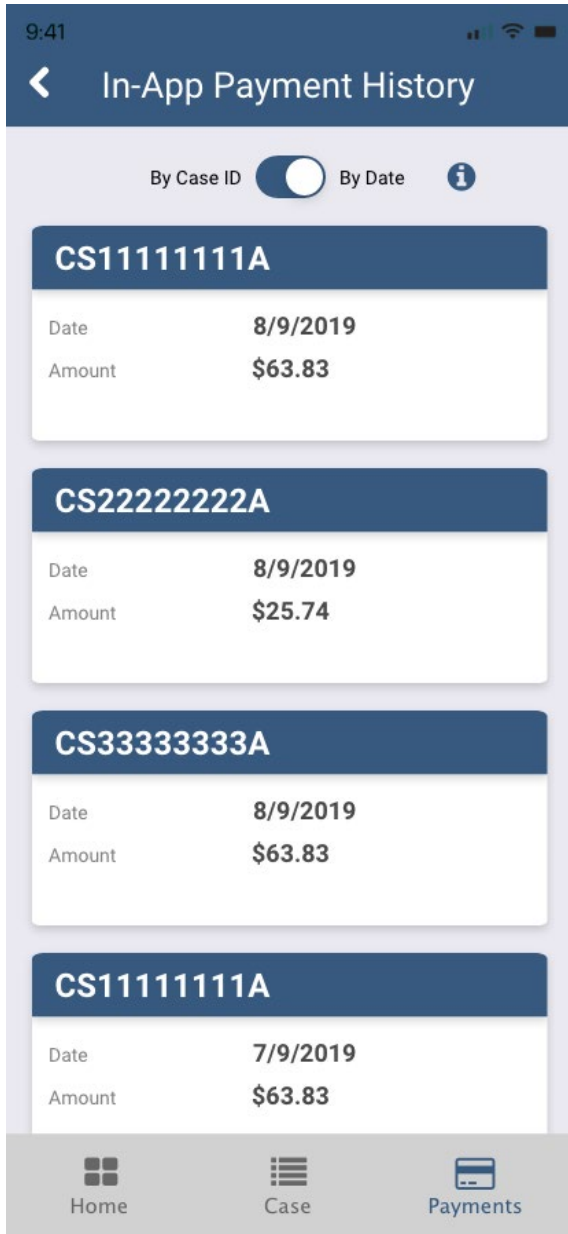 9:41
In-App Payment History
By Case ID By Date
CS11111111A
Date 8/9/2019
Amount $63.83
CS22222222A
Date 8/9/2019
Amount $25.74
CS33333333A
Date 8/9/2019
Amount $63.83
CS11111111A
Date 7/9/2019
Amount $63.83
Home Case Payments